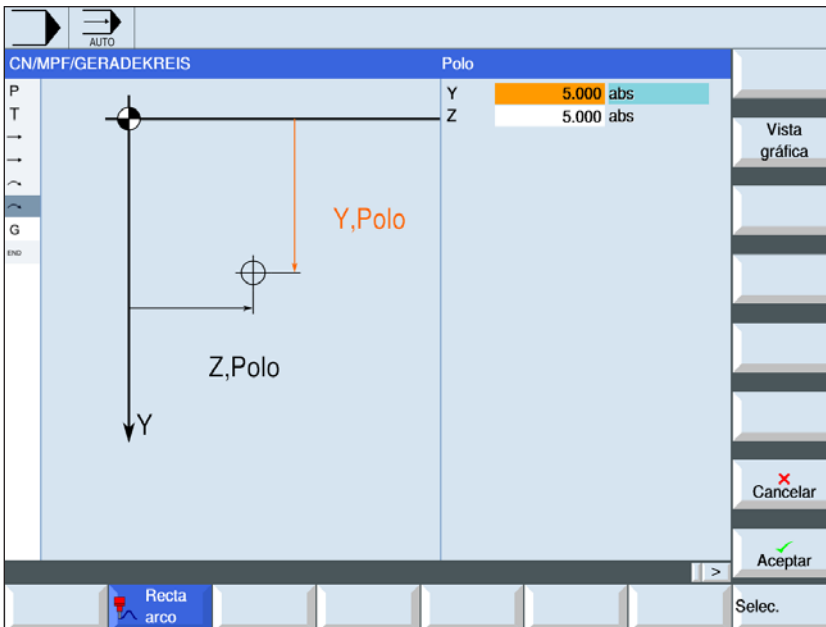 AUTO
CN/MPF/GERADEKREIS
Polo
P
T
G
END
Y,Polo
Z,Polo
Y
Y 5.000 abs
Z 5.000 abs
Vista
gráfica
Cancelar
Aceptar
>
Recta
arco
Selec.